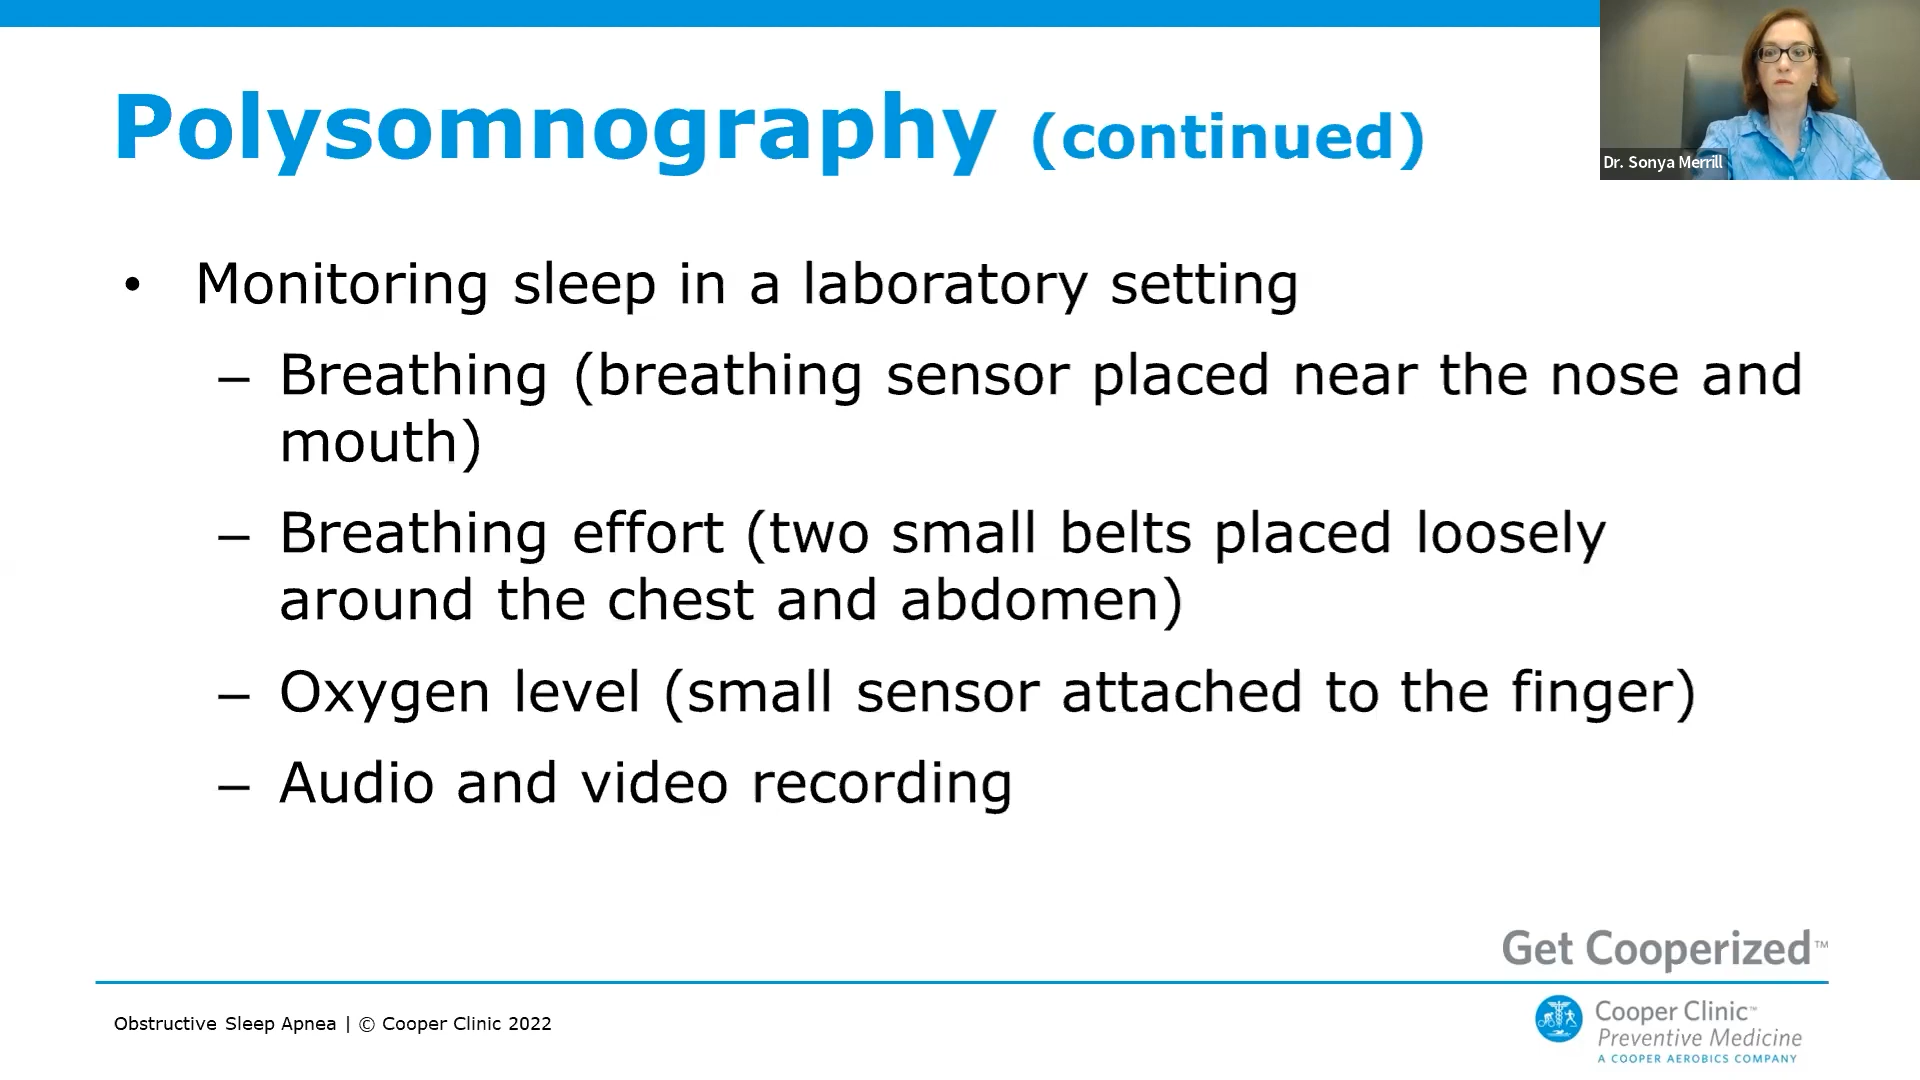 Polysomnography (continued)
Dr. Sonya Merrill
• Monitoring sleep in a laboratory setting
– Breathing (breathing sensor placed near the nose and
mouth)
– Breathing effort (two small belts placed loosely
around the chest and abdomen)
– Oxygen level (small sensor attached to the finger)
– Audio and video recording
Get Cooperized™
Obstructive Sleep Apnea | © Cooper Clinic 2022
Cooper Clinic™
Preventive Medicine
A COOPER AEROBICS COMPANY